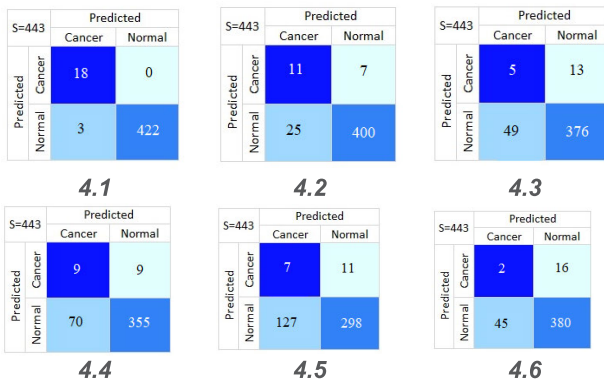 S=443 Predicted
Cancer Normal
Predicted Cancer 18 0
Normal 3 422
4.1
S=443 Predicted
Cancer Normal
Predicted Cancer 11 7
Normal 25 400
4.2
S=443 Predicted
Cancer Normal
Predicted Cancer 5 13
Normal 49 376
4.3
S=443 Predicted
Cancer Normal
Predicted Cancer 9 9
Normal 70 355
4.4
S=443 Predicted
Cancer Normal
Predicted Cancer 7 11
Normal 127 298
4.5
S=443 Predicted
Cancer Normal
Predicted Cancer 2 16
Normal 45 380
4.6